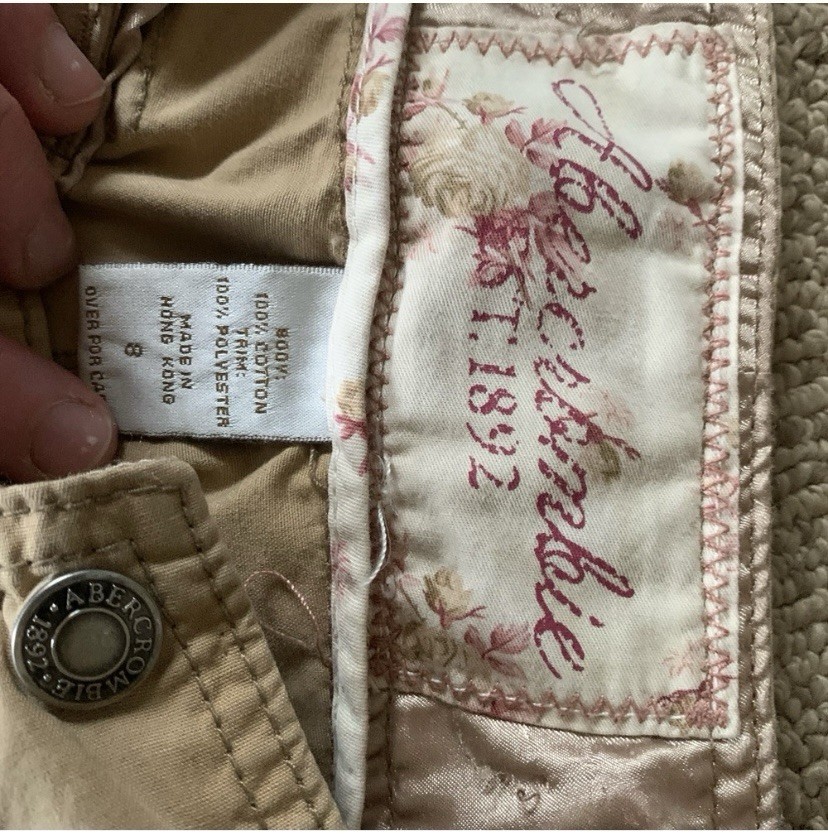 Abercrombie
EST. 1892
BODY:
100% COTTON
TRIM:
100% POLYESTER
MADE IN
HONG KONG
8
OVER FOR CA
ABERCROMBIE • 1892 •